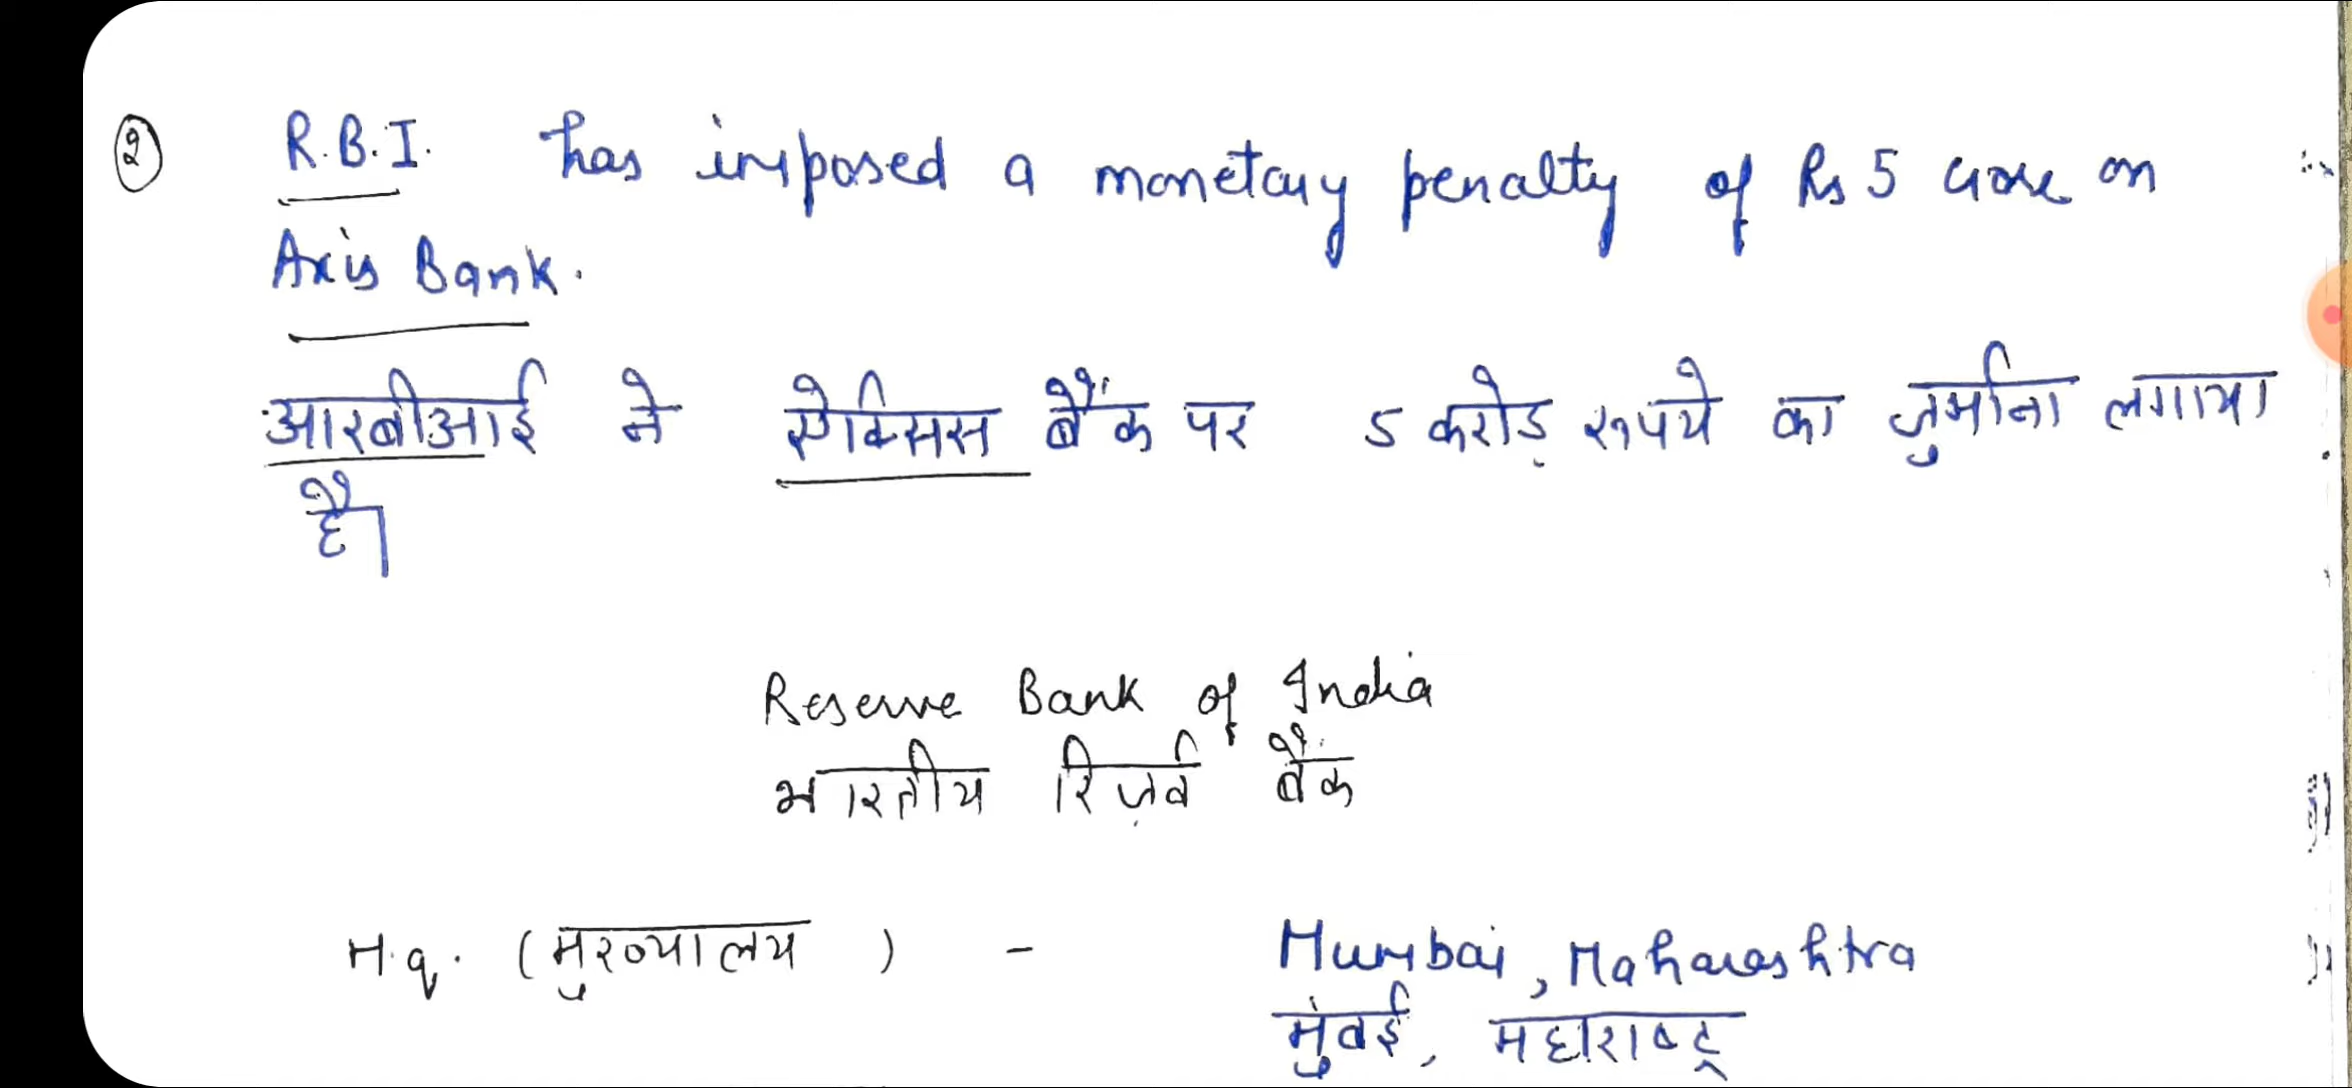 ② R.B.I. has imposed a monetary penalty of Rs 5 crore on
Axis Bank.
आरबीआई ने ऐक्सिस बैंक पर 5 करोड़ रूपये का जुर्माना लगाया
है।
Reserve Bank of India
भारतीय रिज़र्व बैंक
H.q. (मुख्यालय) - Mumbai, Maharashtra
मुंबई, महाराष्ट्र